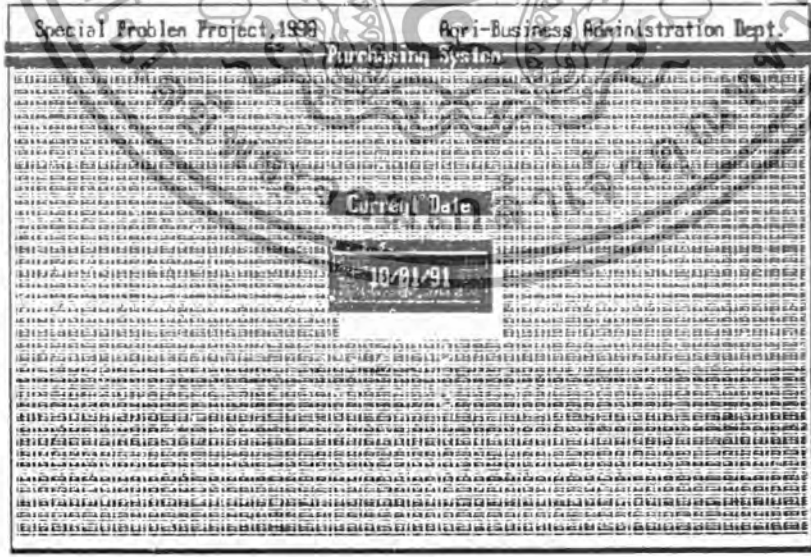 Special Problem Project,1990 Agri-Business Administration Dept.
Purchasing System
Current Date
10/01/91